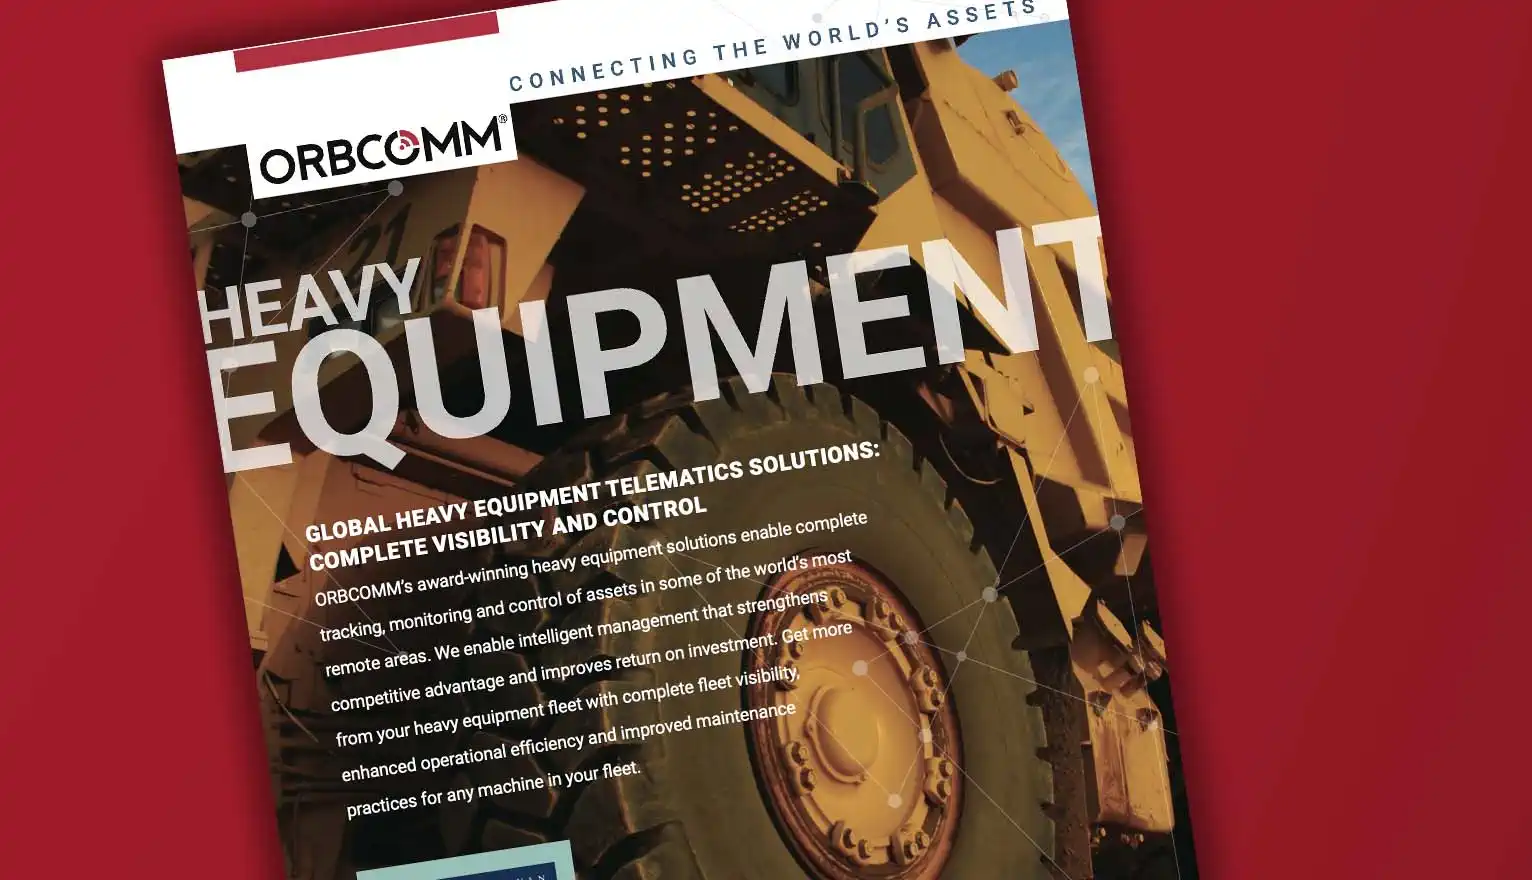 CONNECTING THE WORLD'S ASSETS
ORBCOMM®
HEAVY
EQUIPMENT
GLOBAL HEAVY EQUIPMENT TELEMATICS SOLUTIONS:
COMPLETE VISIBILITY AND CONTROL
ORBCOMM's award-winning heavy equipment solutions enable complete
tracking, monitoring and control of assets in some of the world's most
remote areas. We enable intelligent management that strengthens
competitive advantage and improves return on investment. Get more
from your heavy equipment fleet with complete fleet visibility,
enhanced operational efficiency and improved maintenance
practices for any machine in your fleet.